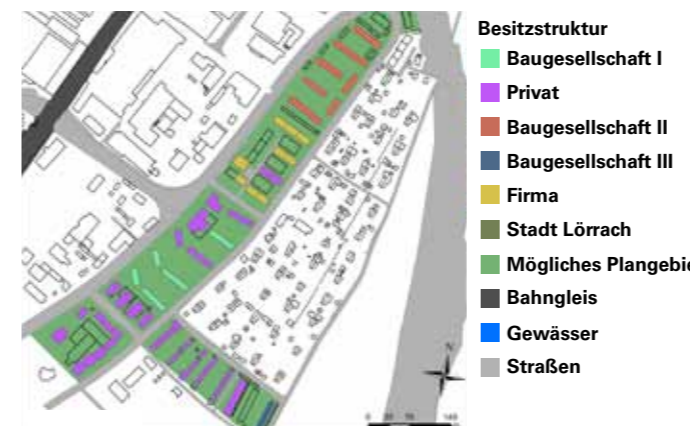 Besitzstruktur
Baugesellschaft I
Privat
Baugesellschaft II
Baugesellschaft III
Firma
Stadt Lörrach
Mögliches Plangebie
Bahngleis
Gewässer
Straßen
N